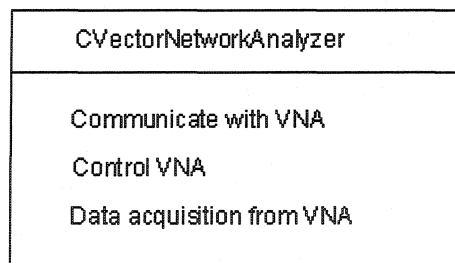 CVectorNetworkAnalyzer
Communicate with VNA
Control VNA
Data acquisition from VNA